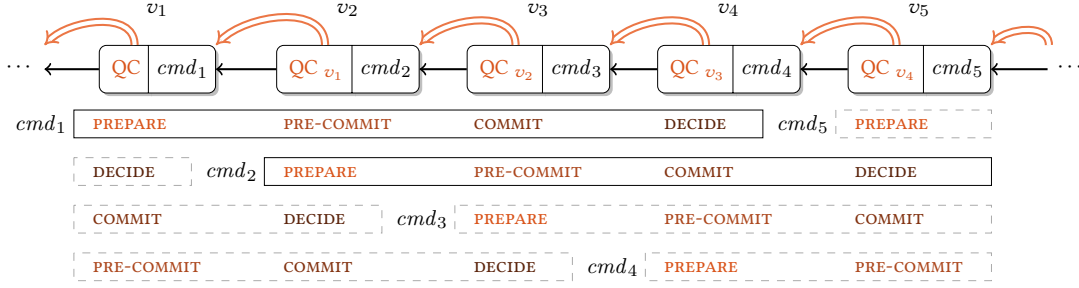 v1 v2 v3 v4 v5
⋯ QC cmd1 QC v1 cmd2 QC v2 cmd3 QC v3 cmd4 QC v4 cmd5 ⋯
cmd1 PREPARE PRE-COMMIT COMMIT DECIDE cmd5 PREPARE
DECIDE cmd2 PREPARE PRE-COMMIT COMMIT DECIDE
COMMIT DECIDE cmd3 PREPARE PRE-COMMIT COMMIT
PRE-COMMIT COMMIT DECIDE cmd4 PREPARE PRE-COMMIT